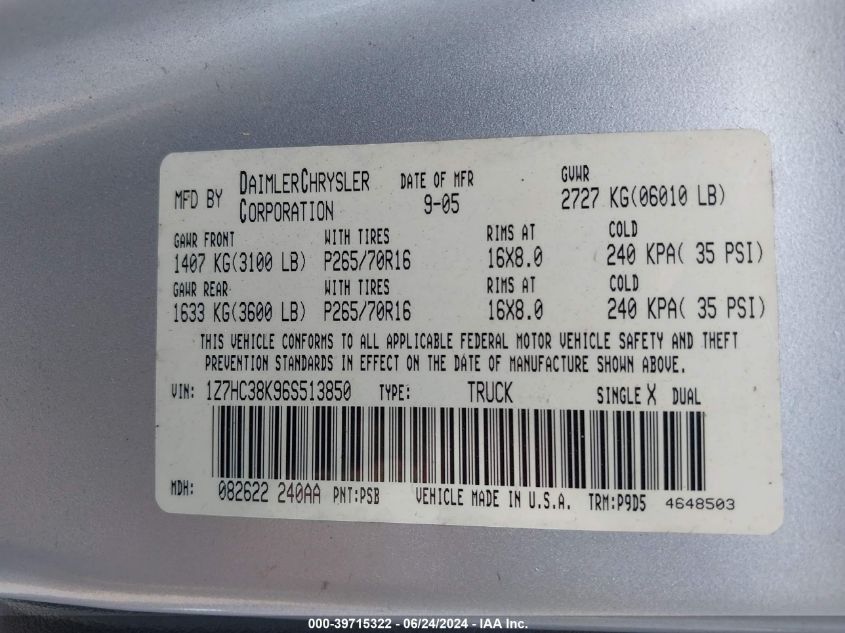 MFD BY DAIMLERCHRYSLER CORPORATION DATE OF MFR 9-05 GVWR 2727 KG(06010 LB)
GAWR FRONT WITH TIRES RIMS AT COLD
1407 KG(3100 LB) P265/70R16 16X8.0 240 KPA( 35 PSI)
GAWR REAR WITH TIRES RIMS AT COLD
1633 KG(3600 LB) P265/70R16 16X8.0 240 KPA( 35 PSI)
THIS VEHICLE CONFORMS TO ALL APPLICABLE FEDERAL MOTOR VEHICLE SAFETY AND THEFT
PREVENTION STANDARDS IN EFFECT ON THE DATE OF MANUFACTURE SHOWN ABOVE.
VIN: 1Z7HC38K96S513850 TYPE: TRUCK SINGLE X DUAL
MDH: 082622 240AA PNT:PSB VEHICLE MADE IN U.S.A. TRM:P9D5 4648503
000-39715322 - 06/24/2024 - IAA Inc.